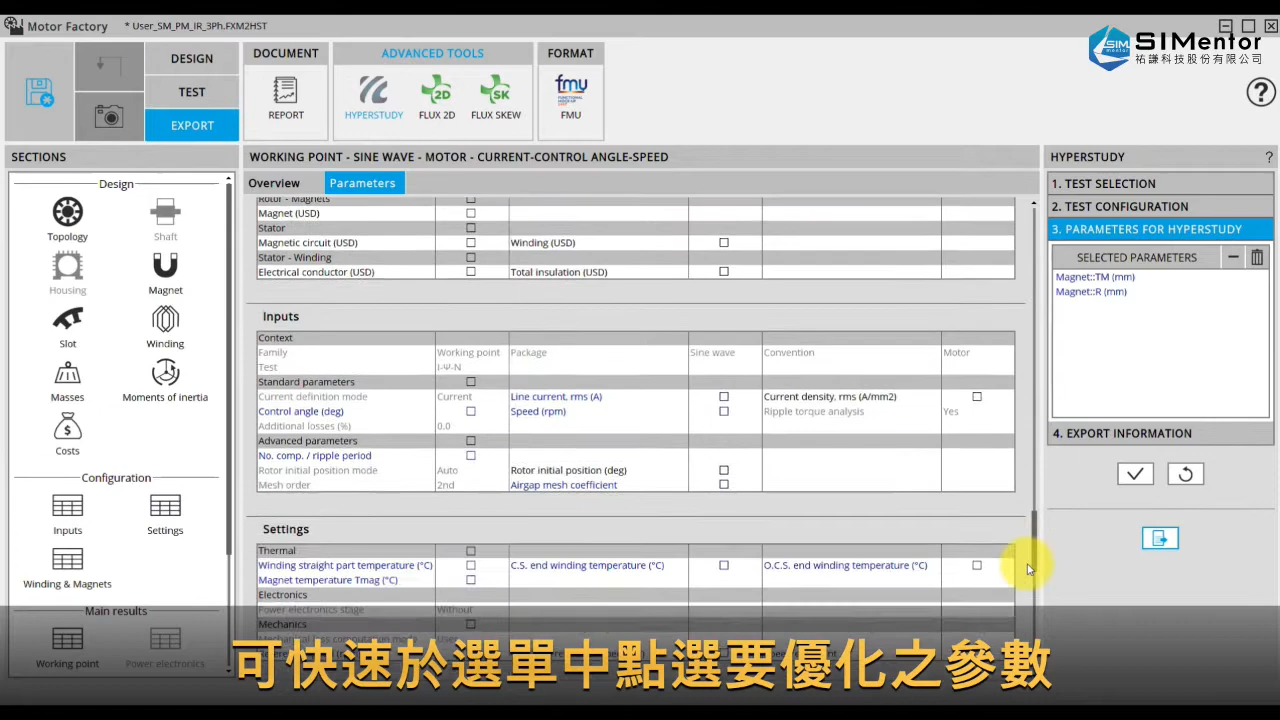 Motor Factory
* User_SM_PM_IR_3Ph.FXM2HST
SIMentor
祐謙科技股份有限公司
DESIGN
TEST
EXPORT
DOCUMENT
REPORT
ADVANCED TOOLS
HYPERSTUDY
FLUX 2D
FLUX SKEW
FORMAT
fmu
FMU
SECTIONS
Design
Topology
Shaft
Housing
Magnet
Slot
Winding
Masses
Moments of inertia
Costs
Configuration
Inputs
Settings
Winding & Magnets
Main results
Working point
Power electronics
WORKING POINT - SINE WAVE - MOTOR - CURRENT-CONTROL ANGLE-SPEED
Overview
Parameters
Rotor - Magnets
Magnet (USD)
Stator
Magnetic circuit (USD) Winding (USD)
Stator - Winding
Electrical conductor (USD) Total insulation (USD)
Inputs
Context
Family Working point Package Sine wave Convention Motor
Test I-Ψ-N
Standard parameters
Current definition mode Current Line current, rms (A) Current density, rms (A/mm2)
Control angle (deg) Speed (rpm) Ripple torque analysis Yes
Additional losses (%) 0.0
Advanced parameters
No. comp. / ripple period
Rotor initial position mode Auto Rotor initial position (deg)
Mesh order 2nd Airgap mesh coefficient
Settings
Thermal
Winding straight part temperature (°C) C.S. end winding temperature (°C) O.C.S. end winding temperature (°C)
Magnet temperature Tmag (°C)
Electronics
Power electronics stage Without
Mechanics
Mechanical loss computation mode User
HYPERSTUDY ?
1. TEST SELECTION
2. TEST CONFIGURATION
3. PARAMETERS FOR HYPERSTUDY
SELECTED PARAMETERS
Magnet::TM (mm)
Magnet::R (mm)
4. EXPORT INFORMATION
可快速於選單中點選要優化之參數